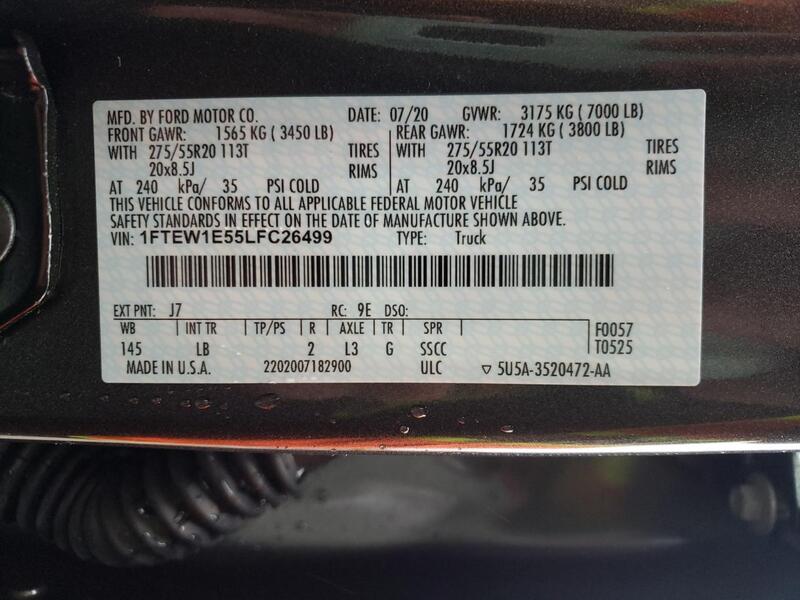 MFD. BY FORD MOTOR CO. DATE: 07/20 GVWR: 3175 KG ( 7000 LB)
FRONT GAWR: 1565 KG ( 3450 LB) REAR GAWR: 1724 KG ( 3800 LB)
WITH 275/55R20 113T TIRES WITH 275/55R20 113T TIRES
20x8.5J RIMS 20x8.5J RIMS
AT 240 kPa/ 35 PSI COLD AT 240 kPa/ 35 PSI COLD
THIS VEHICLE CONFORMS TO ALL APPLICABLE FEDERAL MOTOR VEHICLE
SAFETY STANDARDS IN EFFECT ON THE DATE OF MANUFACTURE SHOWN ABOVE.
VIN: 1FTEW1E55LFC26499 TYPE: Truck
EXT PNT: J7 RC: 9E DSO:
WB INT TR TP/PS R AXLE TR SPR F0057
145 LB 2 L3 G SSCC T0525
MADE IN U.S.A. 2202007182900 ULC ▽ 5U5A-3520472-AA